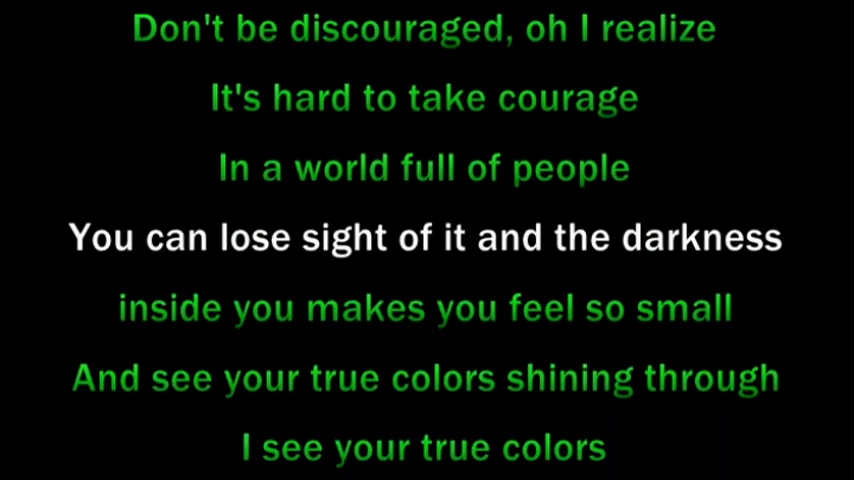 Don't be discouraged, oh I realize
It's hard to take courage
In a world full of people
You can lose sight of it and the darkness
inside you makes you feel so small
And see your true colors shining through
I see your true colors